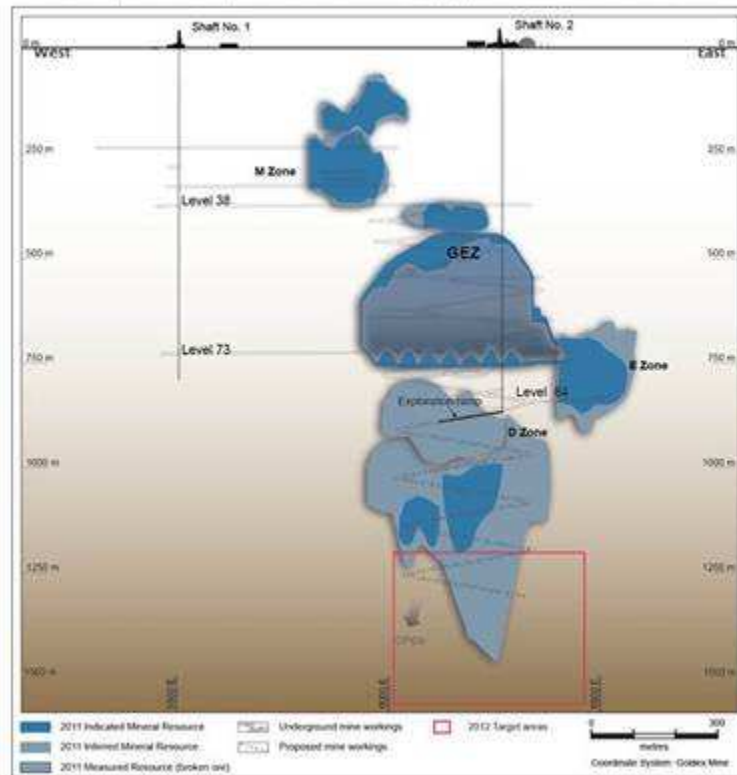 Shaft No. 1
Shaft No. 2
0 m
0 m
West
East
250 m
250 m
M Zone
Level 38
500 m
500 m
GEZ
Level 73
750 m
750 m
E Zone
Level 84
Exploration ramp
D Zone
1000 m
1000 m
1250 m
1250 m
OPEN
2011 Indicated Mineral Resource
Underground mine workings
2012 Target areas
0
300
2011 Inferred Mineral Resource
Proposed mine workings
metres
2011 Measured Resource (broken ore)
Coordinate System: Goldex Mine